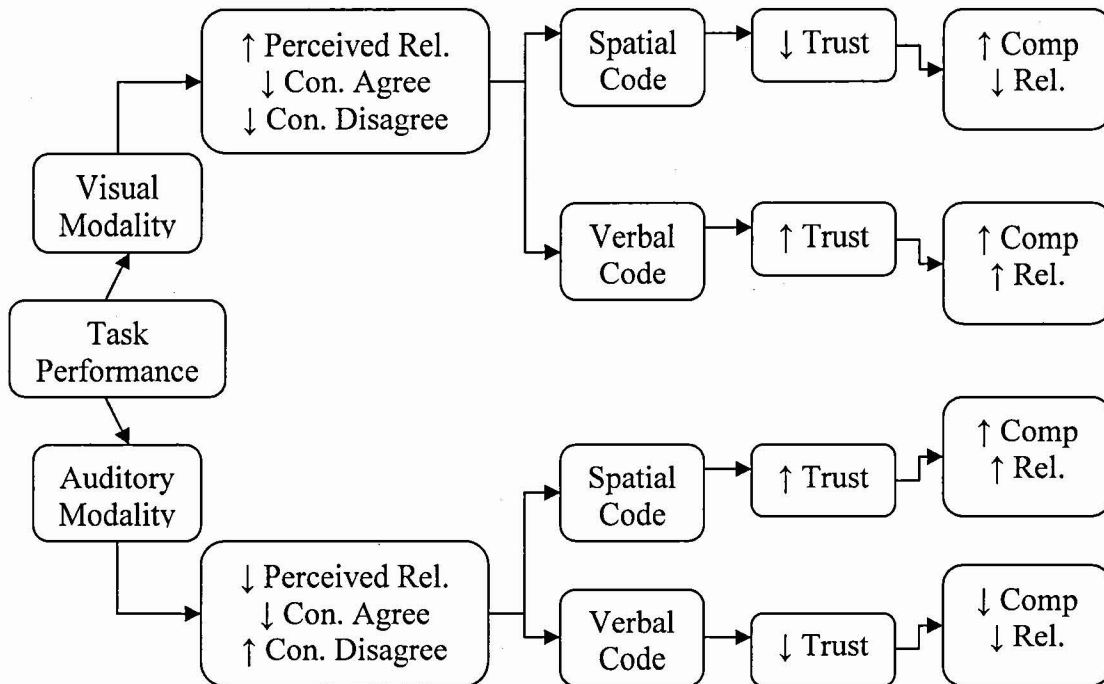 ↑ Perceived Rel.
↓ Con. Agree
↓ Con. Disagree
Spatial
Code
↓ Trust
↑ Comp
↓ Rel.
Visual
Modality
Verbal
Code
↑ Trust
↑ Comp
↑ Rel.
Task
Performance
Auditory
Modality
Spatial
Code
↑ Trust
↑ Comp
↑ Rel.
↓ Perceived Rel.
↓ Con. Agree
↑ Con. Disagree
Verbal
Code
↓ Trust
↓ Comp
↓ Rel.